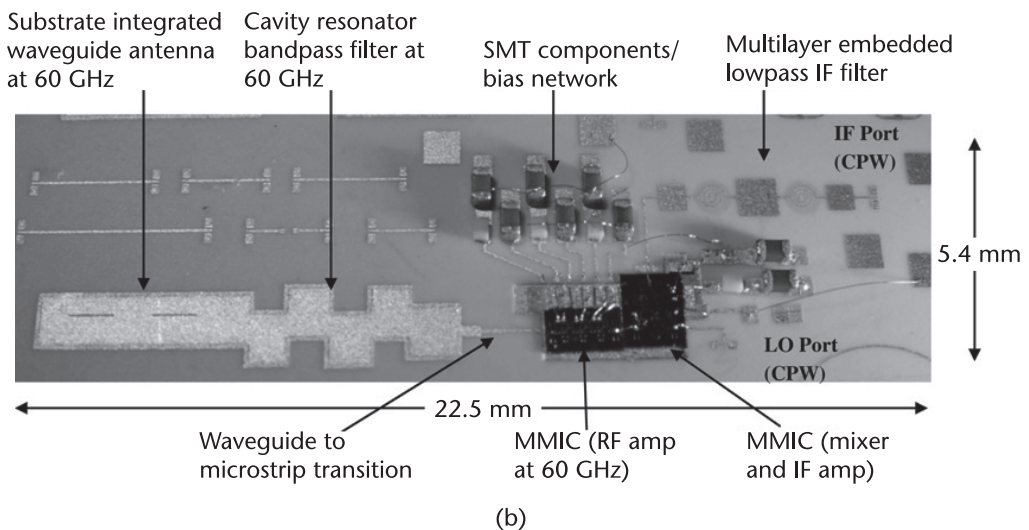 Substrate integrated
waveguide antenna
at 60 GHz
Cavity resonator
bandpass filter at
60 GHz
SMT components/
bias network
Multilayer embedded
lowpass IF filter
IF Port
(CPW)
5.4 mm
LO Port
(CPW)
22.5 mm
Waveguide to
microstrip transition
MMIC (RF amp
at 60 GHz)
MMIC (mixer
and IF amp)
(b)